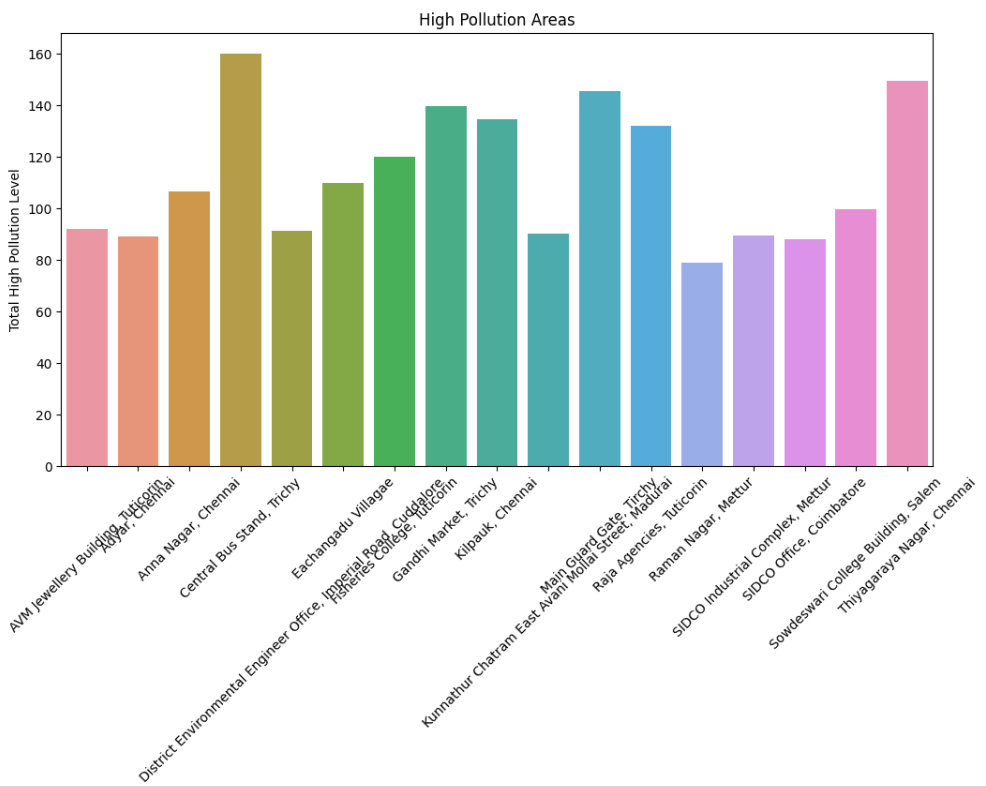 High Pollution Areas
Total High Pollution Level
160
140
120
100
80
60
40
20
0
AVM Jewellery Building, Tuticorin
Adyar, Chennai
Anna Nagar, Chennai
Central Bus Stand, Trichy
District Environmental Engineer Office, Imperial Road, Cuddalore
Eachangadu Villagae
Fisheries College, Tuticorin
Gandhi Market, Trichy
Kilpauk, Chennai
Kunnathur Chatram East Avani Mollai Street, Madurai
Main Guard Gate, Tirchy
Raja Agencies, Tuticorin
Raman Nagar, Mettur
SIDCO Industrial Complex, Mettur
SIDCO Office, Coimbatore
Sowdeswari College Building, Salem
Thiyagaraya Nagar, Chennai